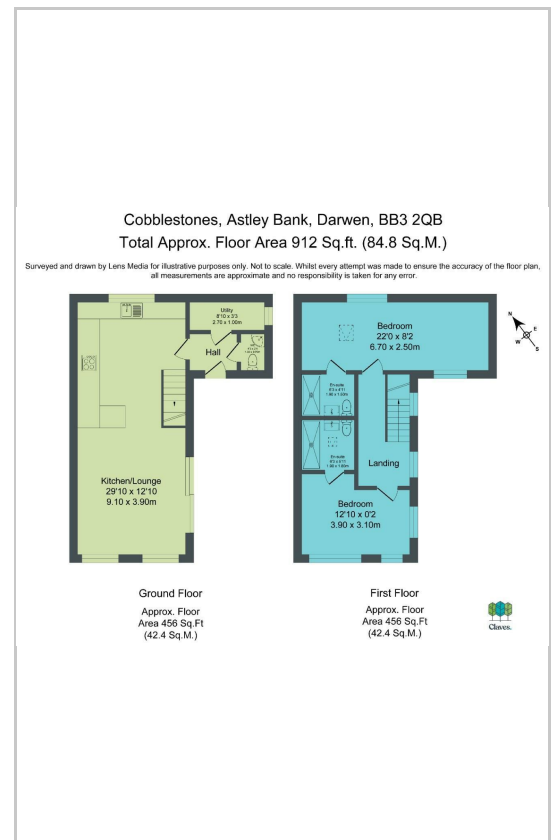 Cobblestones, Astley Bank, Darwen, BB3 2QB
Total Approx. Floor Area 912 Sq.ft. (84.8 Sq.M.)
Surveyed and drawn by Lens Media for illustrative purposes only. Not to scale. Whilst every attempt was made to ensure the accuracy of the floor plan,
all measurements are approximate and no responsibility is taken for any error.
Utility
8'10 x 3'3
2.70 x 1.00m
Hall
Kitchen/Lounge
29'10 x 12'10
9.10 x 3.90m
Bedroom
22'0 x 8'2
6.70 x 2.50m
En-suite
En-suite
Landing
Bedroom
12'10 x 0'2
3.90 x 3.10m
N
E
W
S
Ground Floor
Approx. Floor
Area 456 Sq.Ft
(42.4 Sq.M.)
First Floor
Approx. Floor
Area 456 Sq.Ft
(42.4 Sq.M.)
Claves.